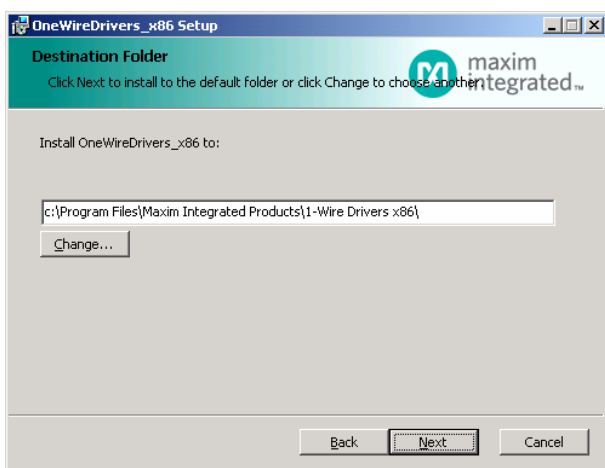 OneWireDrivers_x86 Setup
Destination Folder
Click Next to install to the default folder or click Change to choose another.
maxim
integrated™
Install OneWireDrivers_x86 to:
c:\Program Files\Maxim Integrated Products\1-Wire Drivers x86\
Change...
Back Next Cancel